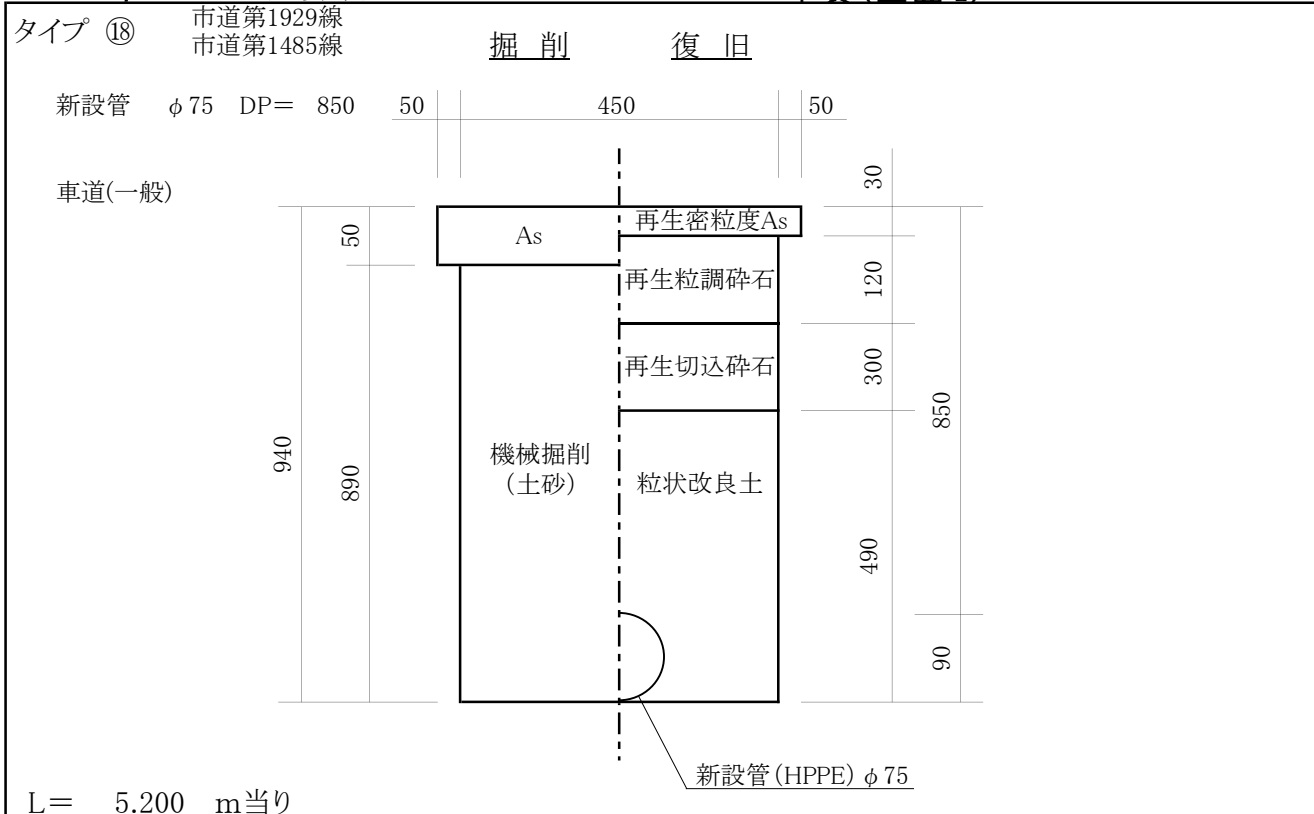 タイプ ⑱
市道第1929線
市道第1485線
掘 削 復 旧
新設管 φ75 DP= 850
50 450 50
車道(一般)
30
50
As
再生密粒度As
再生粒調砕石
120
再生切込砕石
300
850
940
890
機械掘削
(土砂)
粒状改良土
490
90
新設管(HPPE)φ75
L= 5.200 m当り